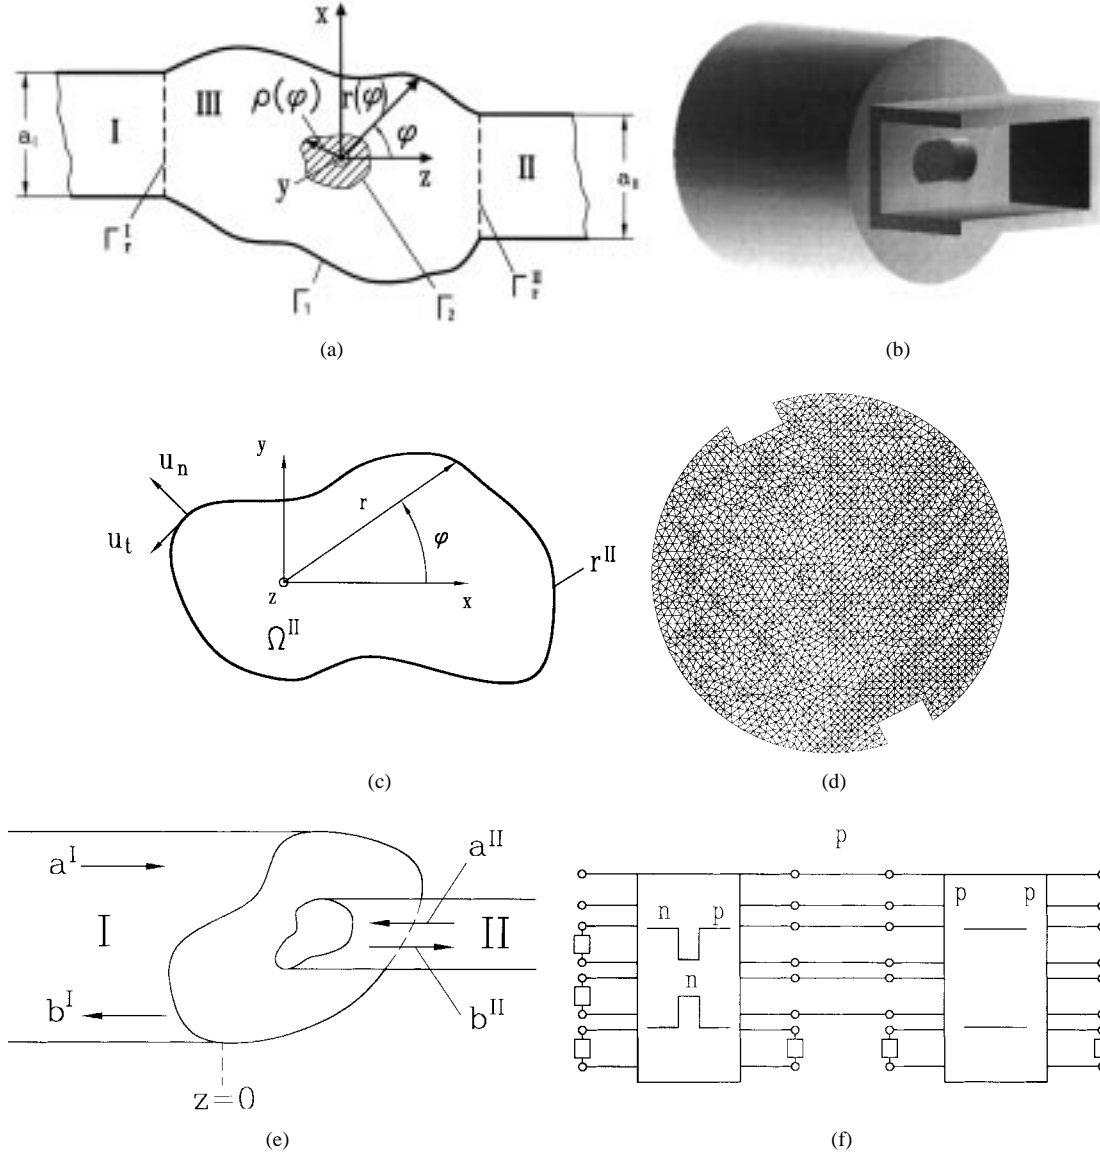 x
III
ρ(φ)
r(φ)
I
φ
a_I
z
II
a_II
y
Γ_r^I
Γ_1
Γ_2
Γ_r^II
(a)
(b)
y
u_n
r
φ
u_t
r^II
z
x
Ω^II
(c)
(d)
p
a^I
a^II
n p
p p
I
II
n
b^I
b^II
z=0
(e)
(f)